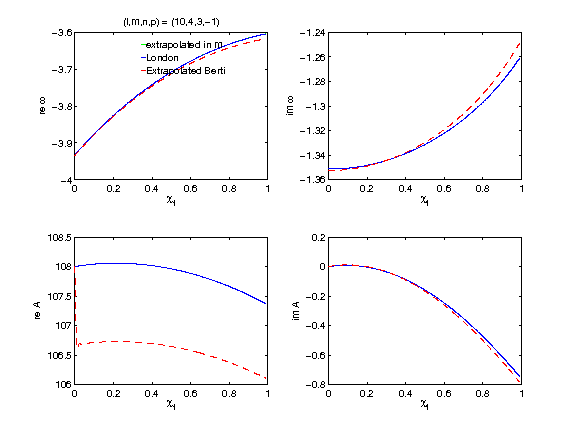 (l,m,n,p) = (10,4,3,−1)
−3.6
−3.7
−3.8
−3.9
−4
re ω
extrapolated in m
London
Extrapolated Berti
0 0.2 0.4 0.6 0.8 1
χf
−1.24
−1.26
−1.28
−1.3
−1.32
−1.34
−1.36
im ω
0 0.2 0.4 0.6 0.8 1
χf
108.5
108
107.5
107
106.5
106
re A
0 0.2 0.4 0.6 0.8 1
χf
0.2
0
−0.2
−0.4
−0.6
−0.8
im A
0 0.2 0.4 0.6 0.8 1
χf